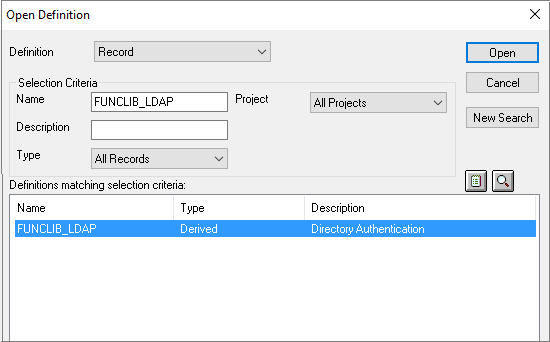 Open Definition
Definition Record Open
Selection Criteria Cancel
Name FUNCLIB_LDAP Project All Projects
Description New Search
Type All Records
Definitions matching selection criteria:
Name Type Description
FUNCLIB_LDAP Derived Directory Authentication